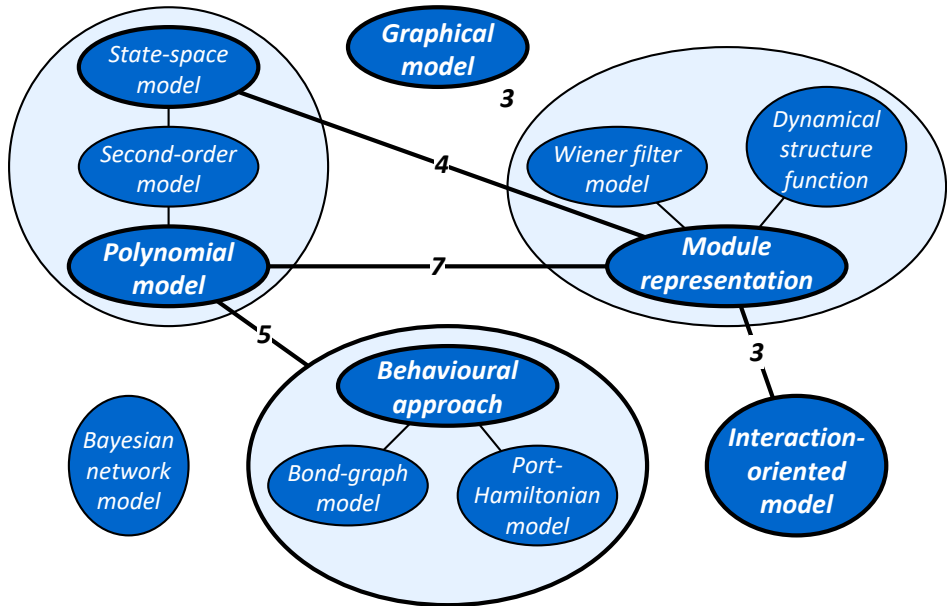 State-space
model
Graphical
model
3
Second-order
model
4
Wiener filter
model
Dynamical
structure
function
Polynomial
model
7
Module
representation
5
3
Behavioural
approach
Bayesian
network
model
Bond-graph
model
Port-
Hamiltonian
model
Interaction-
oriented
model